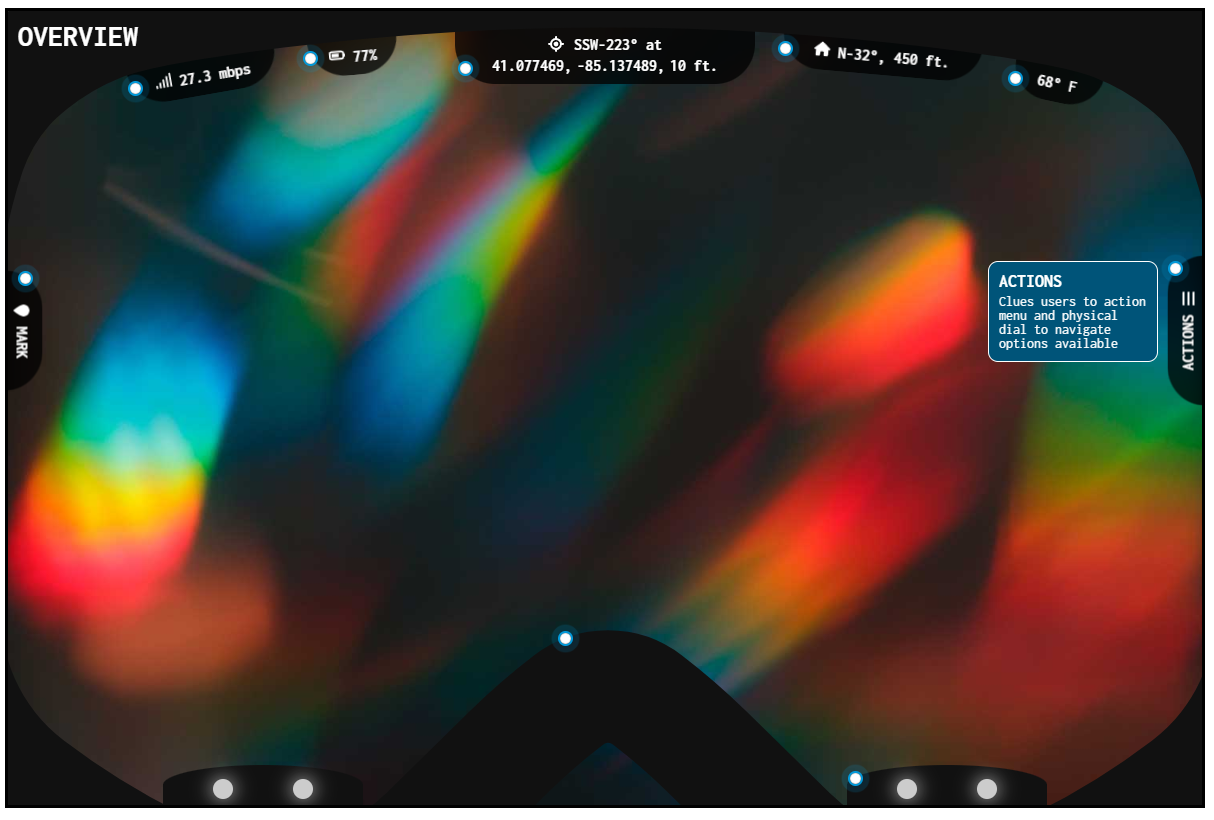 OVERVIEW
27.3 mbps
77%
SSW-223° at
41.077469, -85.137489, 10 ft.
N-32°, 450 ft.
68° F
MARK
ACTIONS
Clues users to action
menu and physical
dial to navigate
options available
ACTIONS